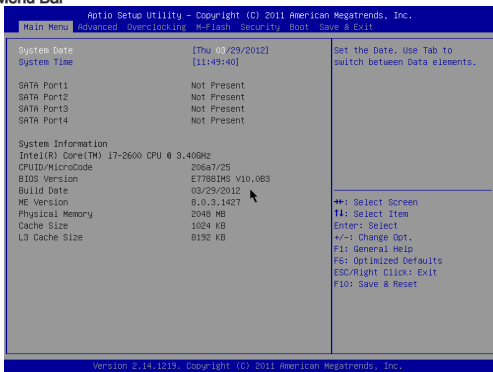 Menu Bar
Aptio Setup Utility – Copyright (C) 2011 American Megatrends, Inc.
Main Menu Advanced Overclocking M-Flash Security Boot Save & Exit
System Date [Thu 03/29/2012]
System Time [11:49:40]
SATA Port1 Not Present
SATA Port2 Not Present
SATA Port3 Not Present
SATA Port4 Not Present
System Information
Intel(R) Core(TM) i7-2600 CPU @ 3.40GHz
CPUID/MicroCode 206a7/25
BIOS Version E7788IMS V10.0B3
Build Date 03/29/2012
ME Version 8.0.3.1427
Physical Memory 2048 MB
Cache Size 1024 KB
L3 Cache Size 8192 KB
Set the Date. Use Tab to
switch between Data elements.
→←: Select Screen
↑↓: Select Item
Enter: Select
+/-: Change Opt.
F1: General Help
F6: Optimized Defaults
ESC/Right Click: Exit
F10: Save & Reset
Version 2.14.1219. Copyright (C) 2011 American Megatrends, Inc.